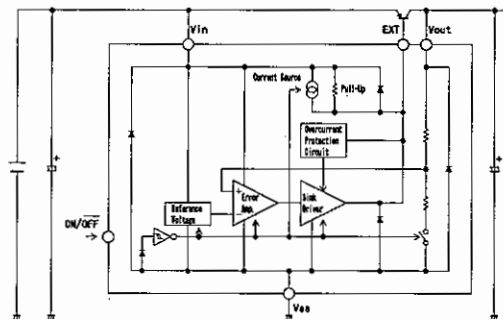 Vin
EXT
Vout
Current Source
Pull-Up
Overcurrent
Protection
Circuit
+
Error
Amp.
Sink
Driver
Reference
Voltage
ON/OFF
Vss
+
+